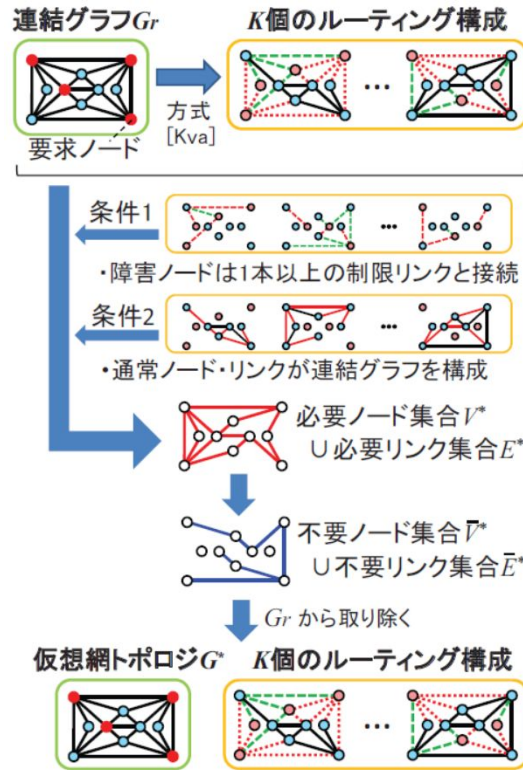 連結グラフGr
K個のルーティング構成
方式
[Kva]
要求ノード
条件1
・障害ノードは1本以上の制限リンクと接続
条件2
・通常ノード・リンクが連結グラフを構成
必要ノード集合V*
∪必要リンク集合E*
不要ノード集合V̄*
∪不要リンク集合Ē*
Gr から取り除く
仮想網トポロジG*
K個のルーティング構成